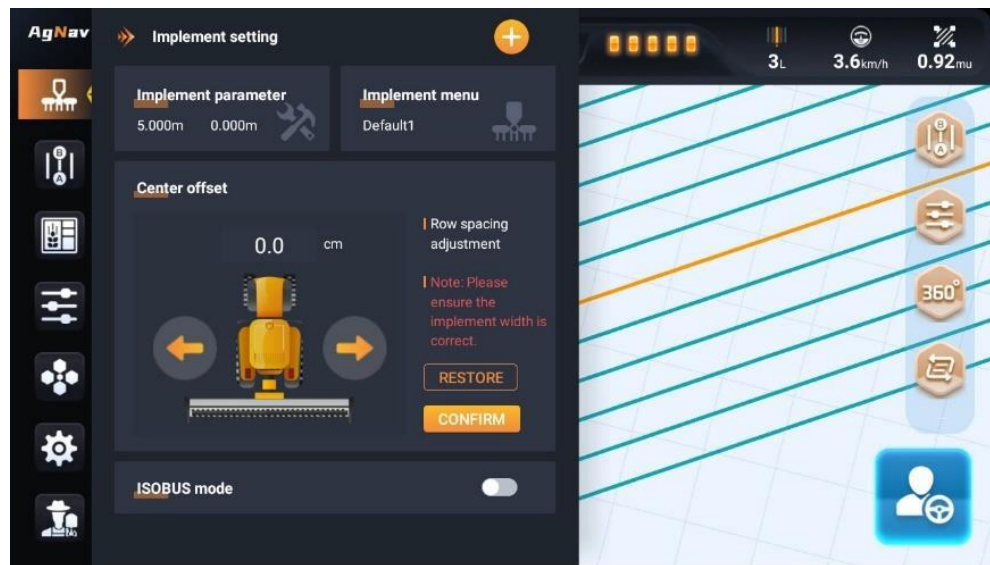 AgNav
Implement setting
3L
3.6km/h
0.92mu
Implement parameter
5.000m 0.000m
Implement menu
Default1
Center offset
0.0 cm
Row spacing
adjustment
Note: Please
ensure the
implement width is
correct.
RESTORE
CONFIRM
ISOBUS mode
B
A
B
A
360°